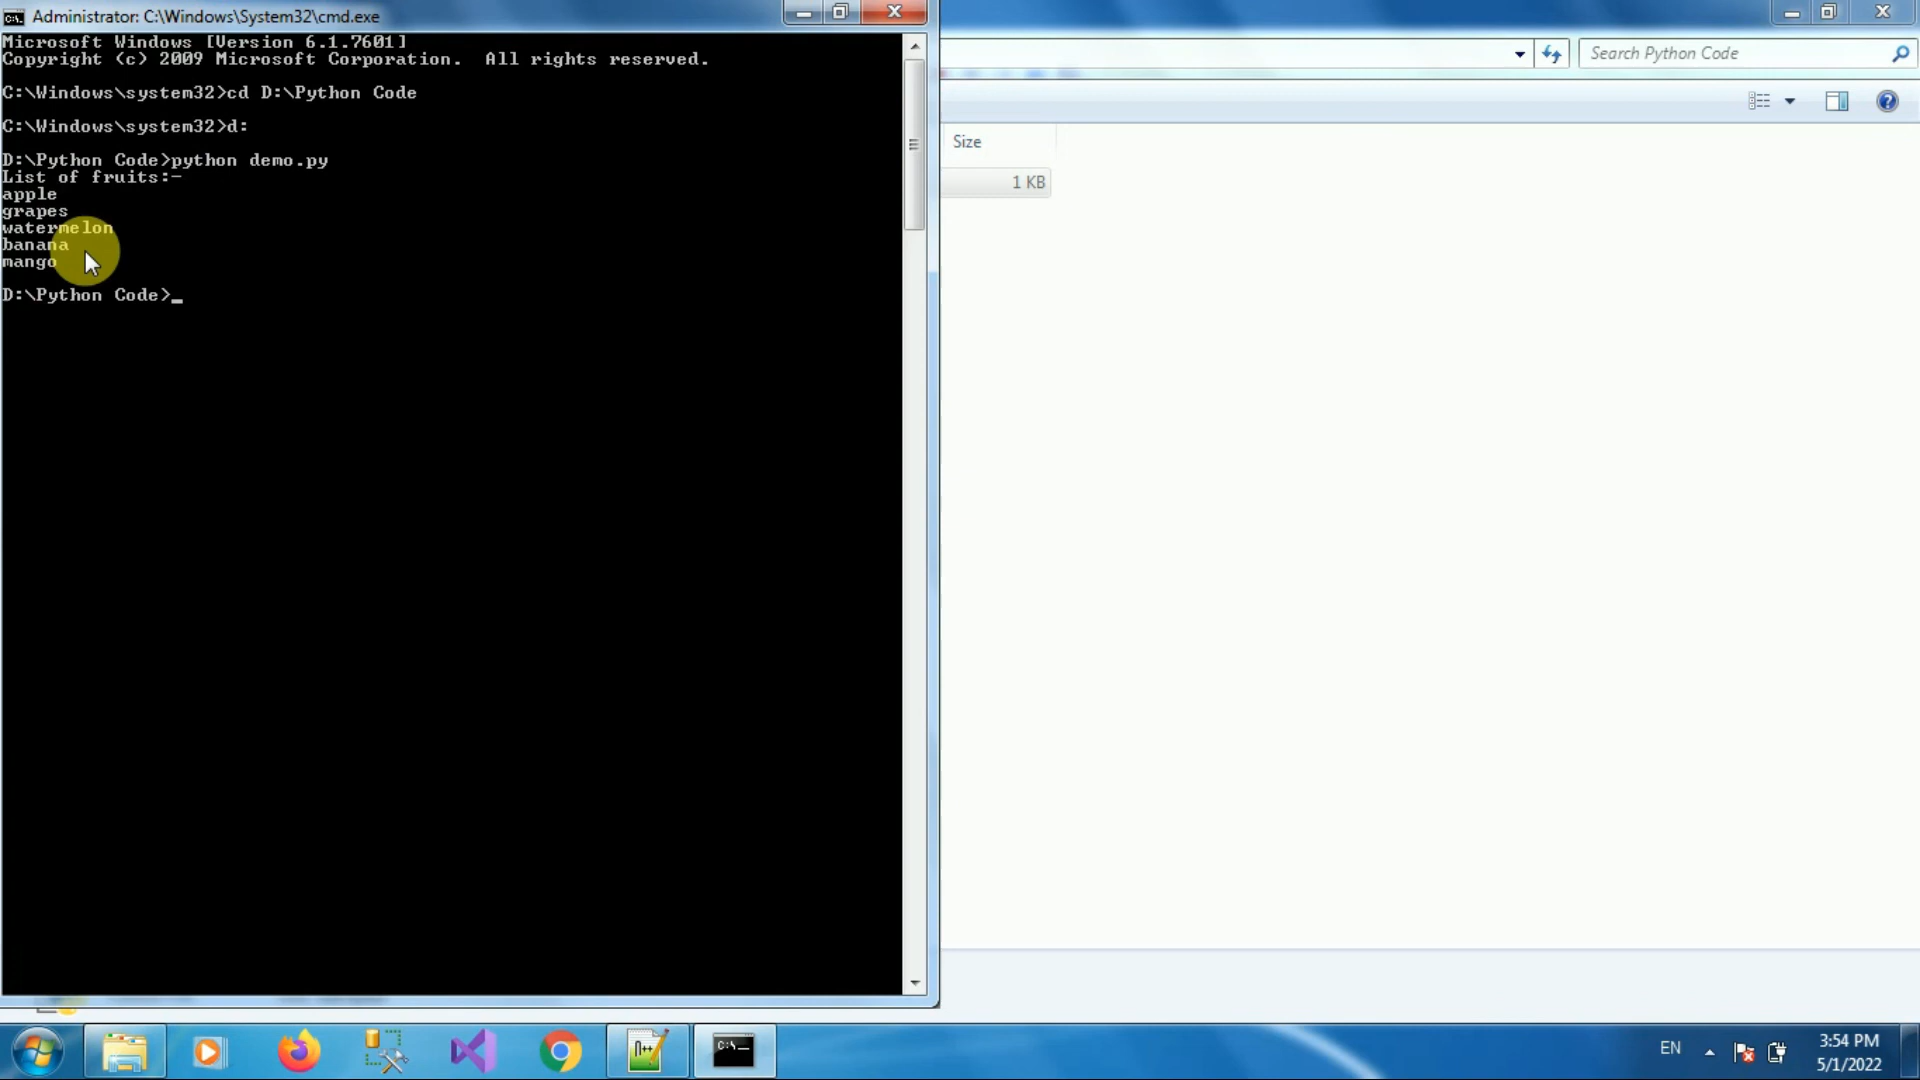 Administrator: C:\Windows\System32\cmd.exe
Microsoft Windows [Version 6.1.7601]
Copyright (c) 2009 Microsoft Corporation.  All rights reserved.
C:\Windows\system32>cd D:\Python Code
C:\Windows\system32>d:
D:\Python Code>python demo.py
List of fruits:-
apple
grapes
watermelon
banana
mango
D:\Python Code>_
Search Python Code
Size
1 KB
EN
3:54 PM
5/1/2022